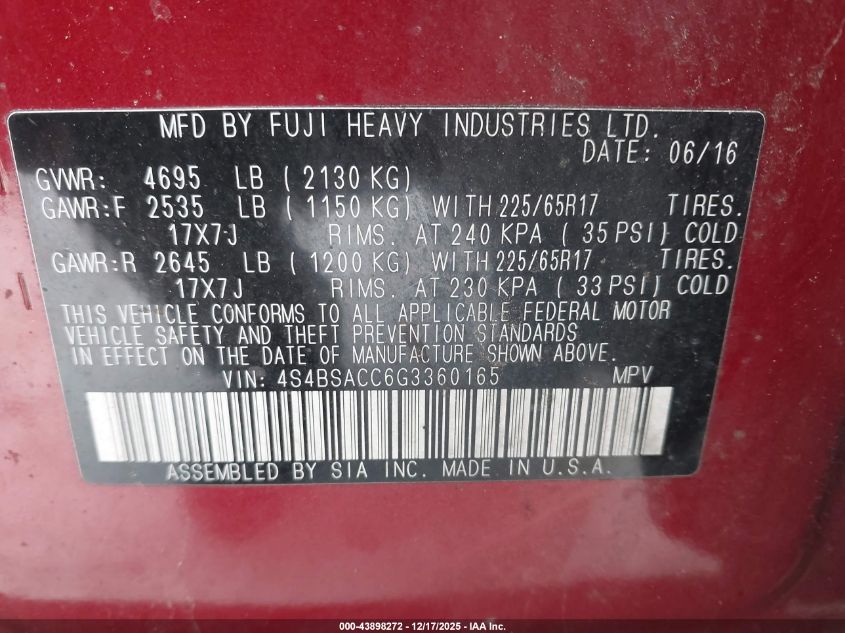 MFD BY FUJI HEAVY INDUSTRIES LTD.
DATE: 06/16
GVWR: 4695 LB ( 2130 KG)
GAWR:F 2535 LB ( 1150 KG) WITH 225/65R17 TIRES.
17X7J RIMS. AT 240 KPA ( 35 PSI) COLD
GAWR:R 2645 LB ( 1200 KG) WITH 225/65R17 TIRES.
17X7J RIMS. AT 230 KPA ( 33 PSI) COLD
THIS VEHICLE CONFORMS TO ALL APPLICABLE FEDERAL MOTOR
VEHICLE SAFETY AND THEFT PREVENTION STANDARDS
IN EFFECT ON THE DATE OF MANUFACTURE SHOWN ABOVE.
VIN: 4S4BSACC6G3360165 MPV
ASSEMBLED BY SIA INC. MADE IN U.S.A.
000-43898272 – 12/17/2025 – IAA Inc.